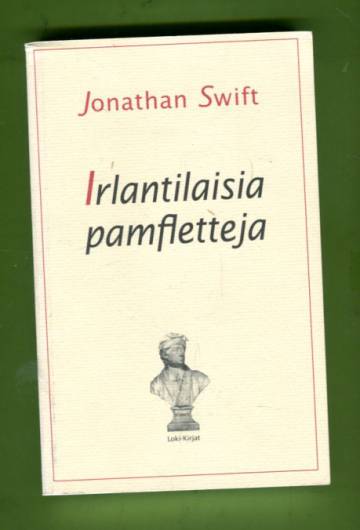 Jonathan Swift
Irlantilaisia
pamfletteja
Loki-Kirjat